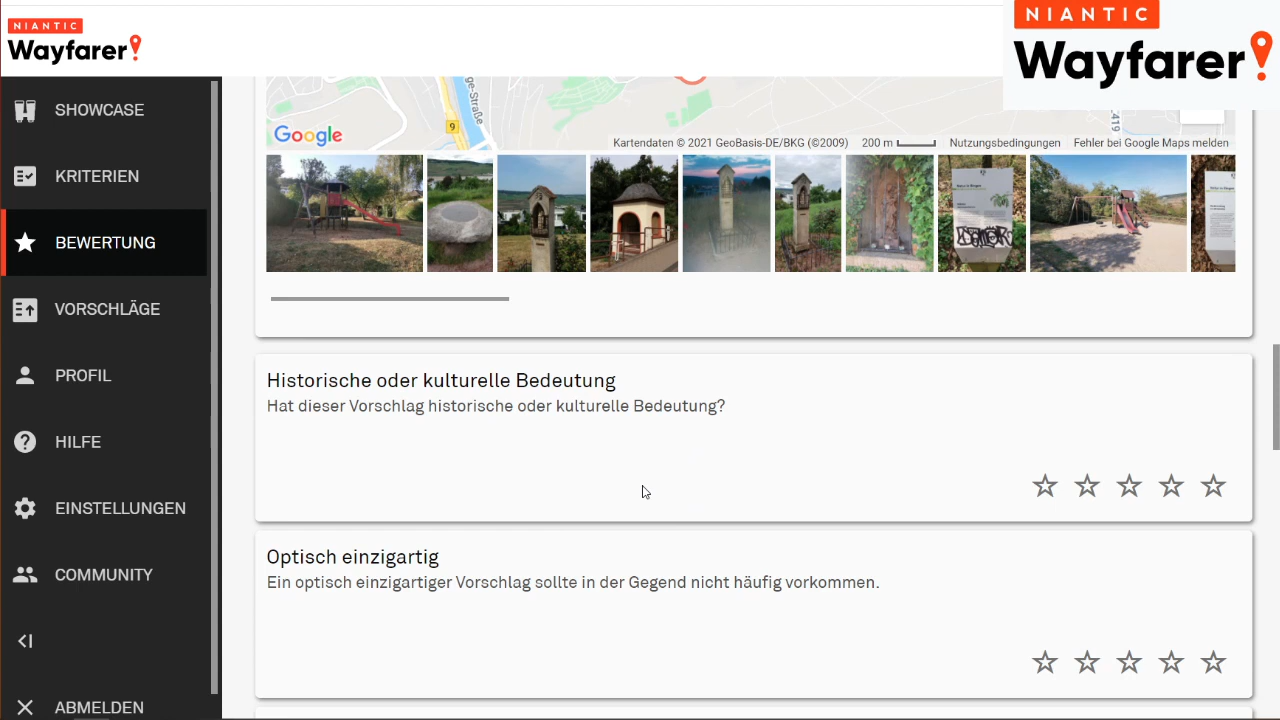 NIANTIC
Wayfarer
NIANTIC
Wayfarer
SHOWCASE
KRITERIEN
BEWERTUNG
VORSCHLÄGE
PROFIL
HILFE
EINSTELLUNGEN
COMMUNITY
ABMELDEN
ge-Straße
9
419
Google
Kartendaten © 2021 GeoBasis-DE/BKG (©2009)
200 m
Nutzungsbedingungen
Fehler bei Google Maps melden
Historische oder kulturelle Bedeutung
Hat dieser Vorschlag historische oder kulturelle Bedeutung?
Optisch einzigartig
Ein optisch einzigartiger Vorschlag sollte in der Gegend nicht häufig vorkommen.